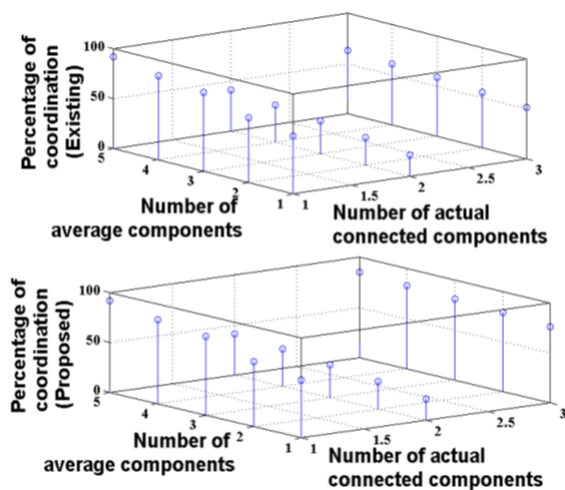 100
50
0
5
4
3
2
1
1
1.5
2
2.5
3
Percentage of
coordination
(Existing)
Number of
average components
Number of actual
connected components
100
50
0
5
4
3
2
1
1
1.5
2
2.5
3
Percentage of
coordination
(Proposed)
Number of
average components
Number of actual
connected components